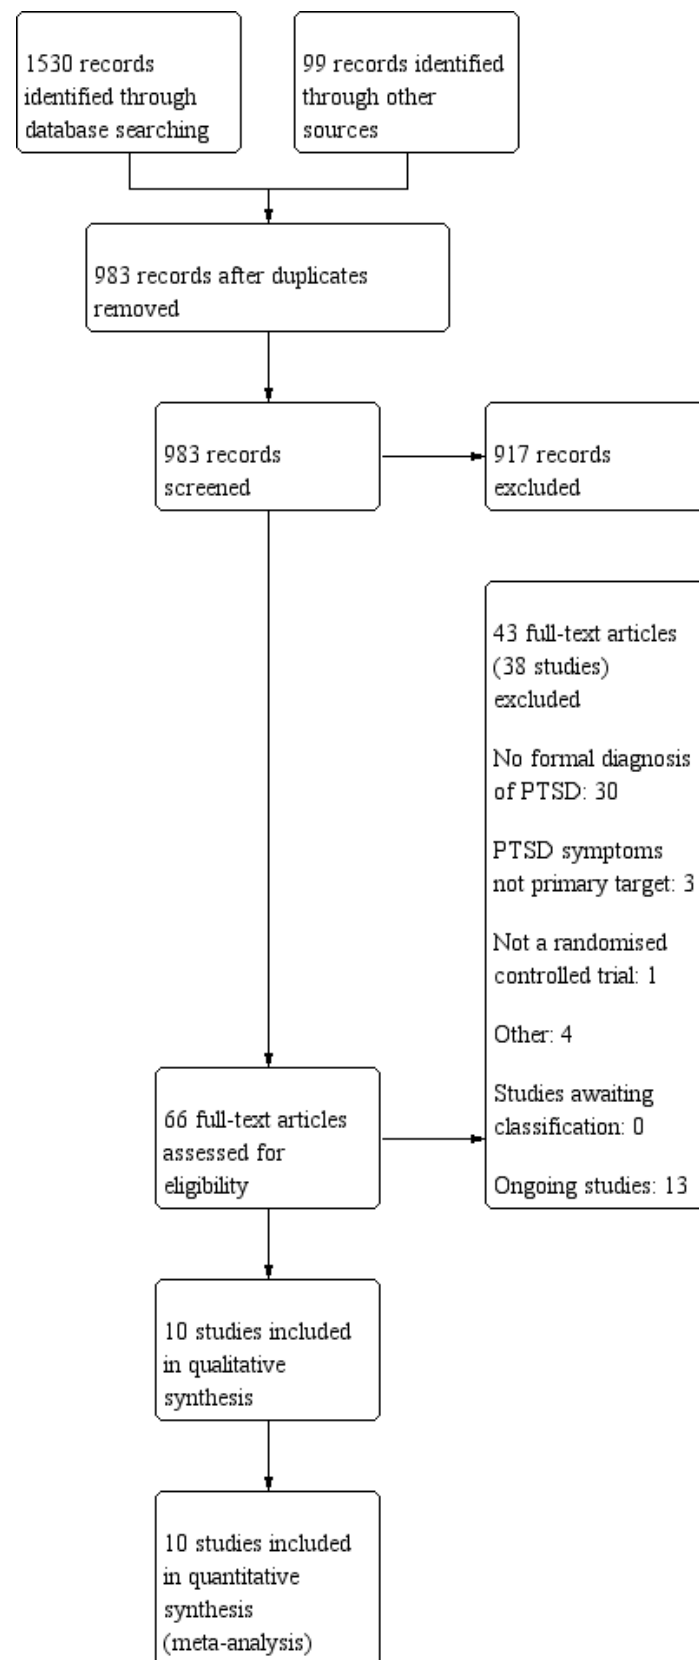 1530 records
identified through
database searching
99 records identified
through other
sources
983 records after duplicates
removed
983 records
screened
917 records
excluded
43 full-text articles
(38 studies)
excluded
No formal diagnosis
of PTSD: 30
PTSD symptoms
not primary target: 3
Not a randomised
controlled trial: 1
Other: 4
Studies awaiting
classification: 0
Ongoing studies: 13
66 full-text articles
assessed for
eligibility
10 studies included
in qualitative
synthesis
10 studies included
in quantitative
synthesis
(meta-analysis)